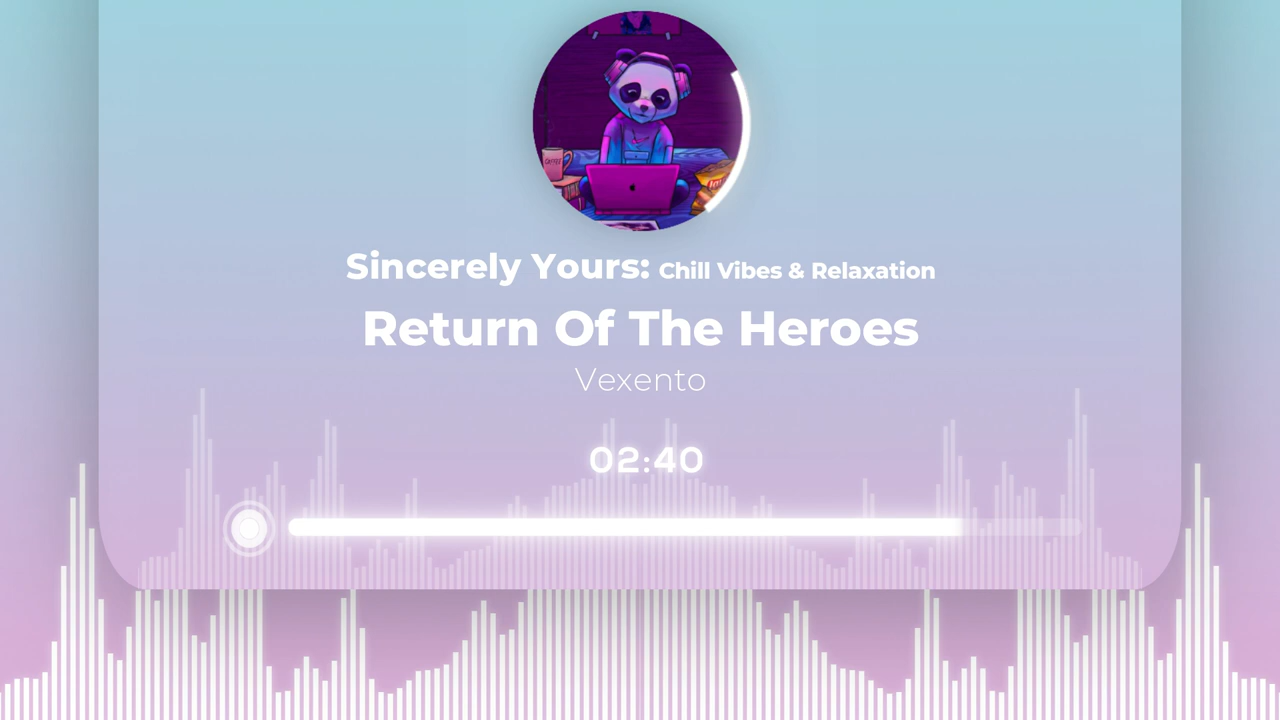 Sincerely Yours: Chill Vibes & Relaxation
Return Of The Heroes
Vexento
02:40